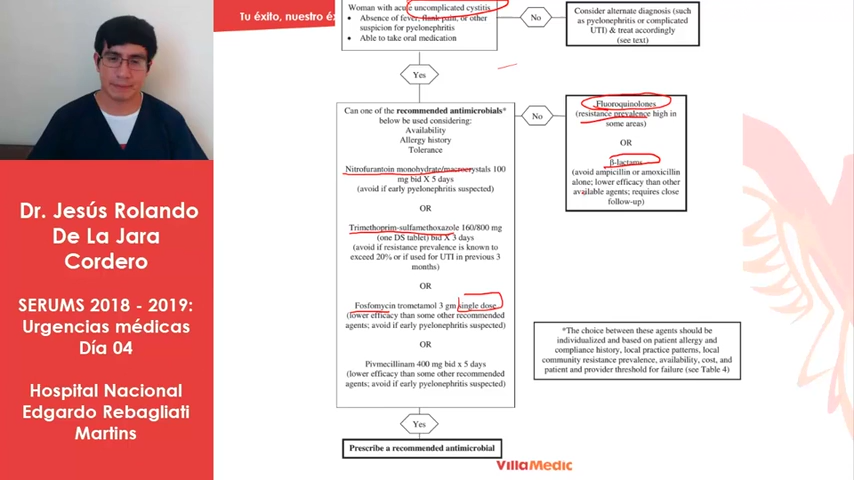 Tu éxito, nuestro éx
Woman with acute uncomplicated cystitis
• Absence of fever, flank pain, or other
suspicion for pyelonephritis
• Able to take oral medication
No
Consider alternate diagnosis (such
as pyelonephritis or complicated
UTI) & treat accordingly
(see text)
Yes
Can one of the recommended antimicrobials*
below be used considering:
Availability
Allergy history
Tolerance
Nitrofurantoin monohydrate/macrocrystals 100
mg bid X 5 days
(avoid if early pyelonephritis suspected)
OR
Trimethoprim-sulfamethoxazole 160/800 mg
(one DS tablet) bid X 3 days
(avoid if resistance prevalence is known to
exceed 20% or if used for UTI in previous 3
months)
OR
Fosfomycin trometamol 3 gm single dose
(lower efficacy than some other recommended
agents; avoid if early pyelonephritis suspected)
OR
Pivmecillinam 400 mg bid x 5 days
(lower efficacy than some other recommended
agents; avoid if early pyelonephritis suspected)
No
Fluoroquinolones
(resistance prevalence high in
some areas)
OR
β-lactams
(avoid ampicillin or amoxicillin
alone; lower efficacy than other
available agents; requires close
follow-up)
*The choice between these agents should be
individualized and based on patient allergy and
compliance history, local practice patterns, local
community resistance prevalence, availability, cost, and
patient and provider threshold for failure (see Table 4)
Yes
Prescribe a recommended antimicrobial
Dr. Jesús Rolando
De La Jara
Cordero
SERUMS 2018 - 2019:
Urgencias médicas
Día 04
Hospital Nacional
Edgardo Rebagliati
Martins
VillaMedic